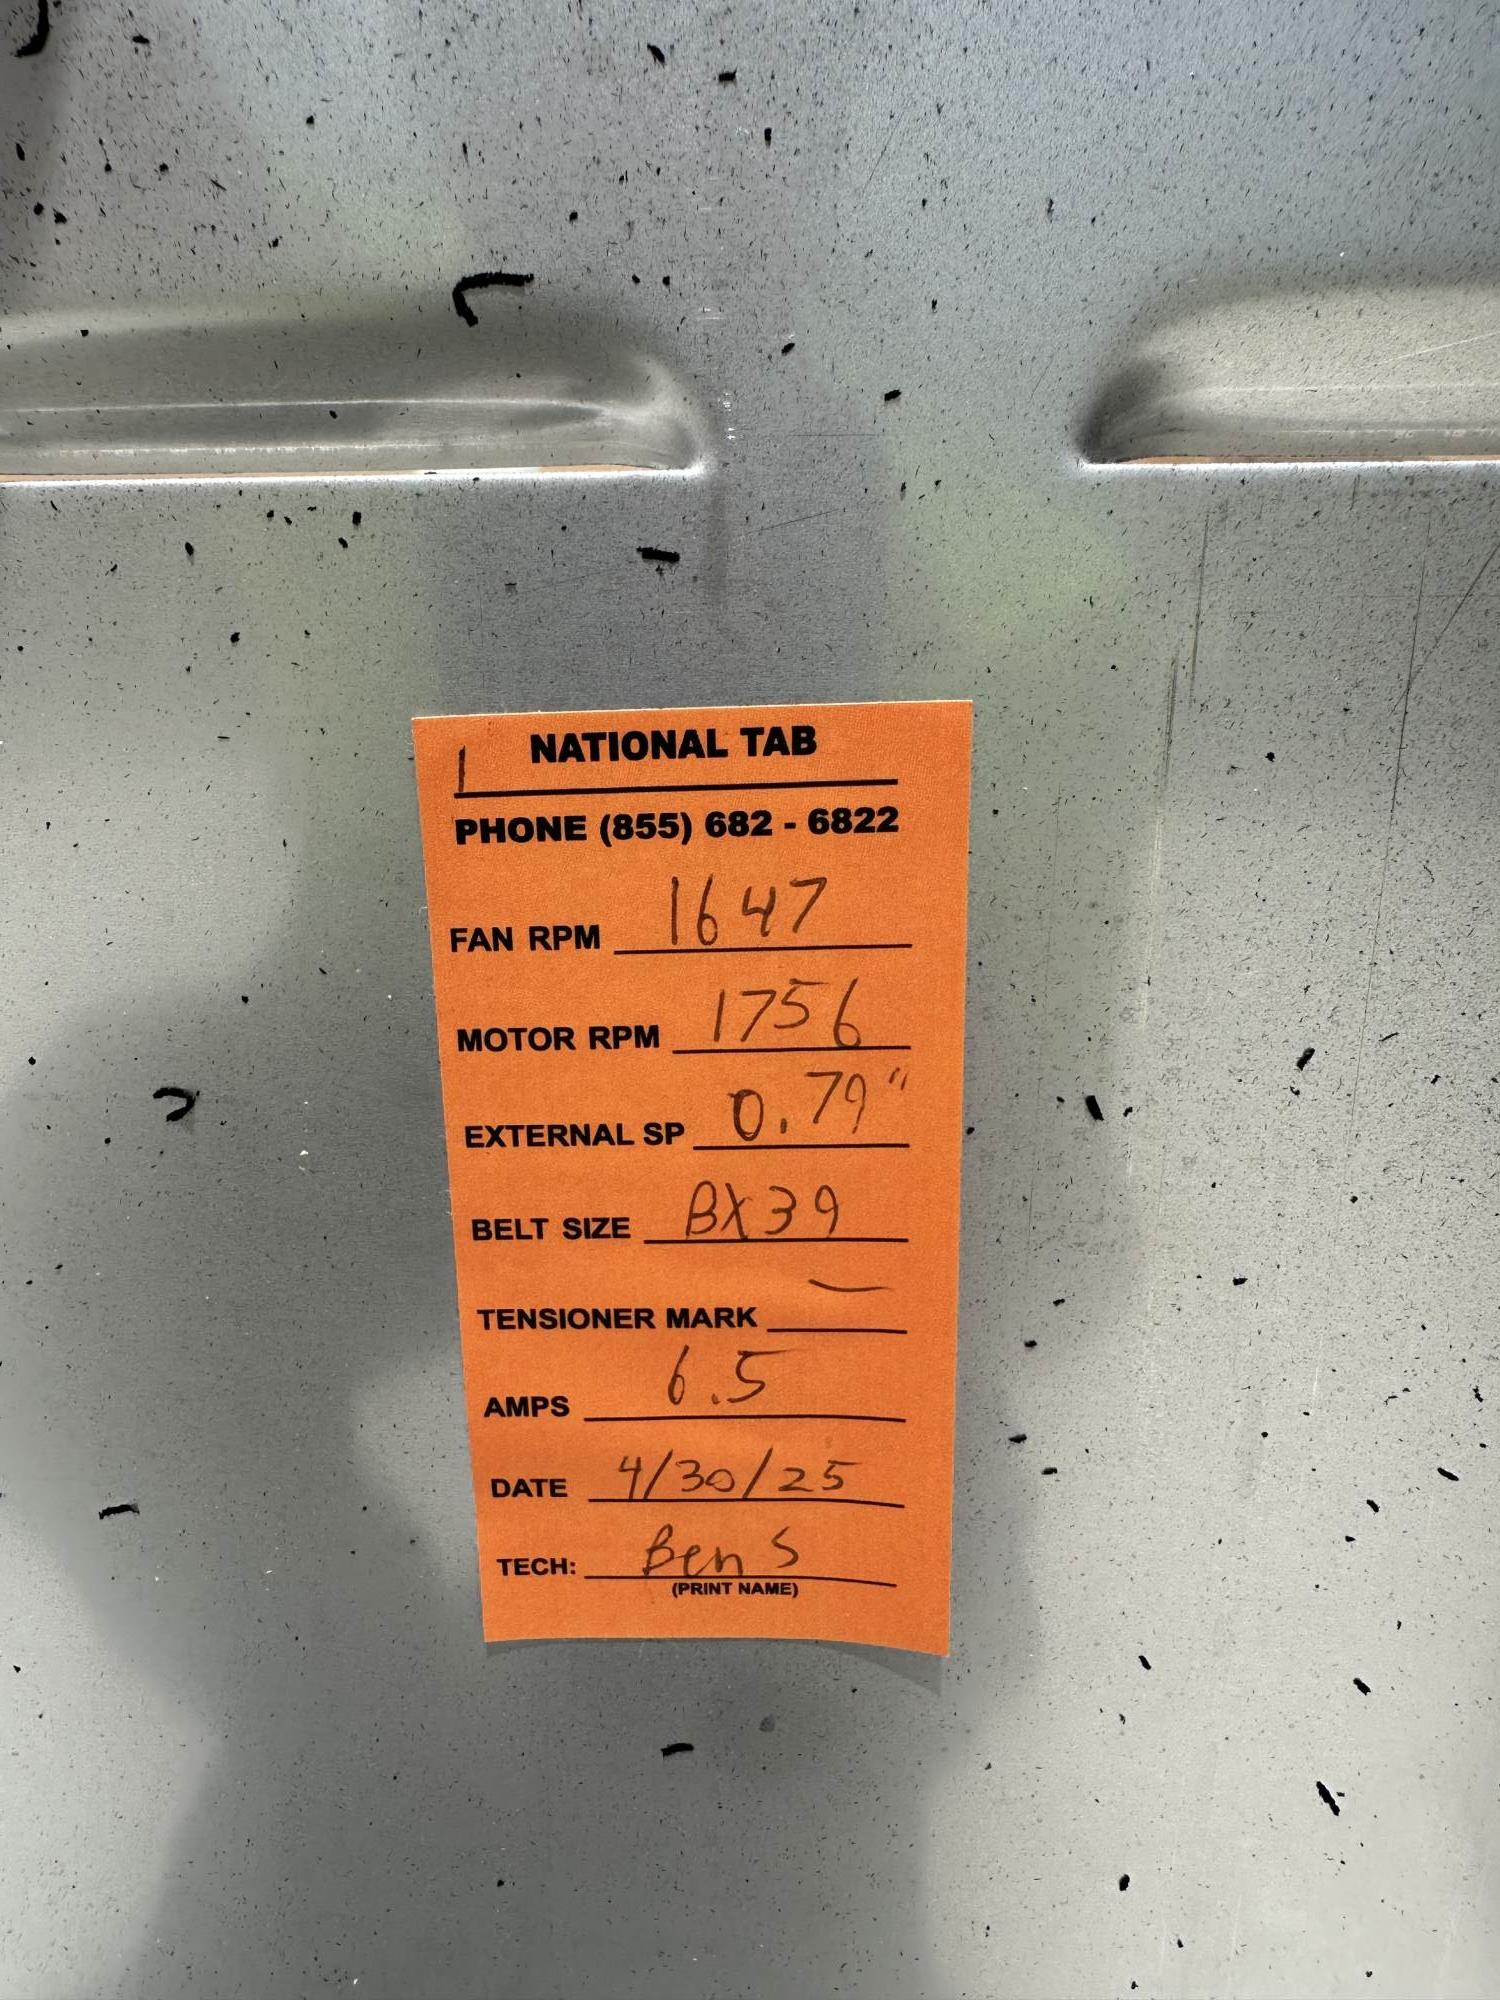 NATIONAL TAB
1
PHONE (855) 682 - 6822
FAN RPM 1647
MOTOR RPM 1756
EXTERNAL SP 0.79"
BELT SIZE BX39
TENSIONER MARK —
AMPS 6.5
DATE 4/30/25
TECH: Ben S
(PRINT NAME)